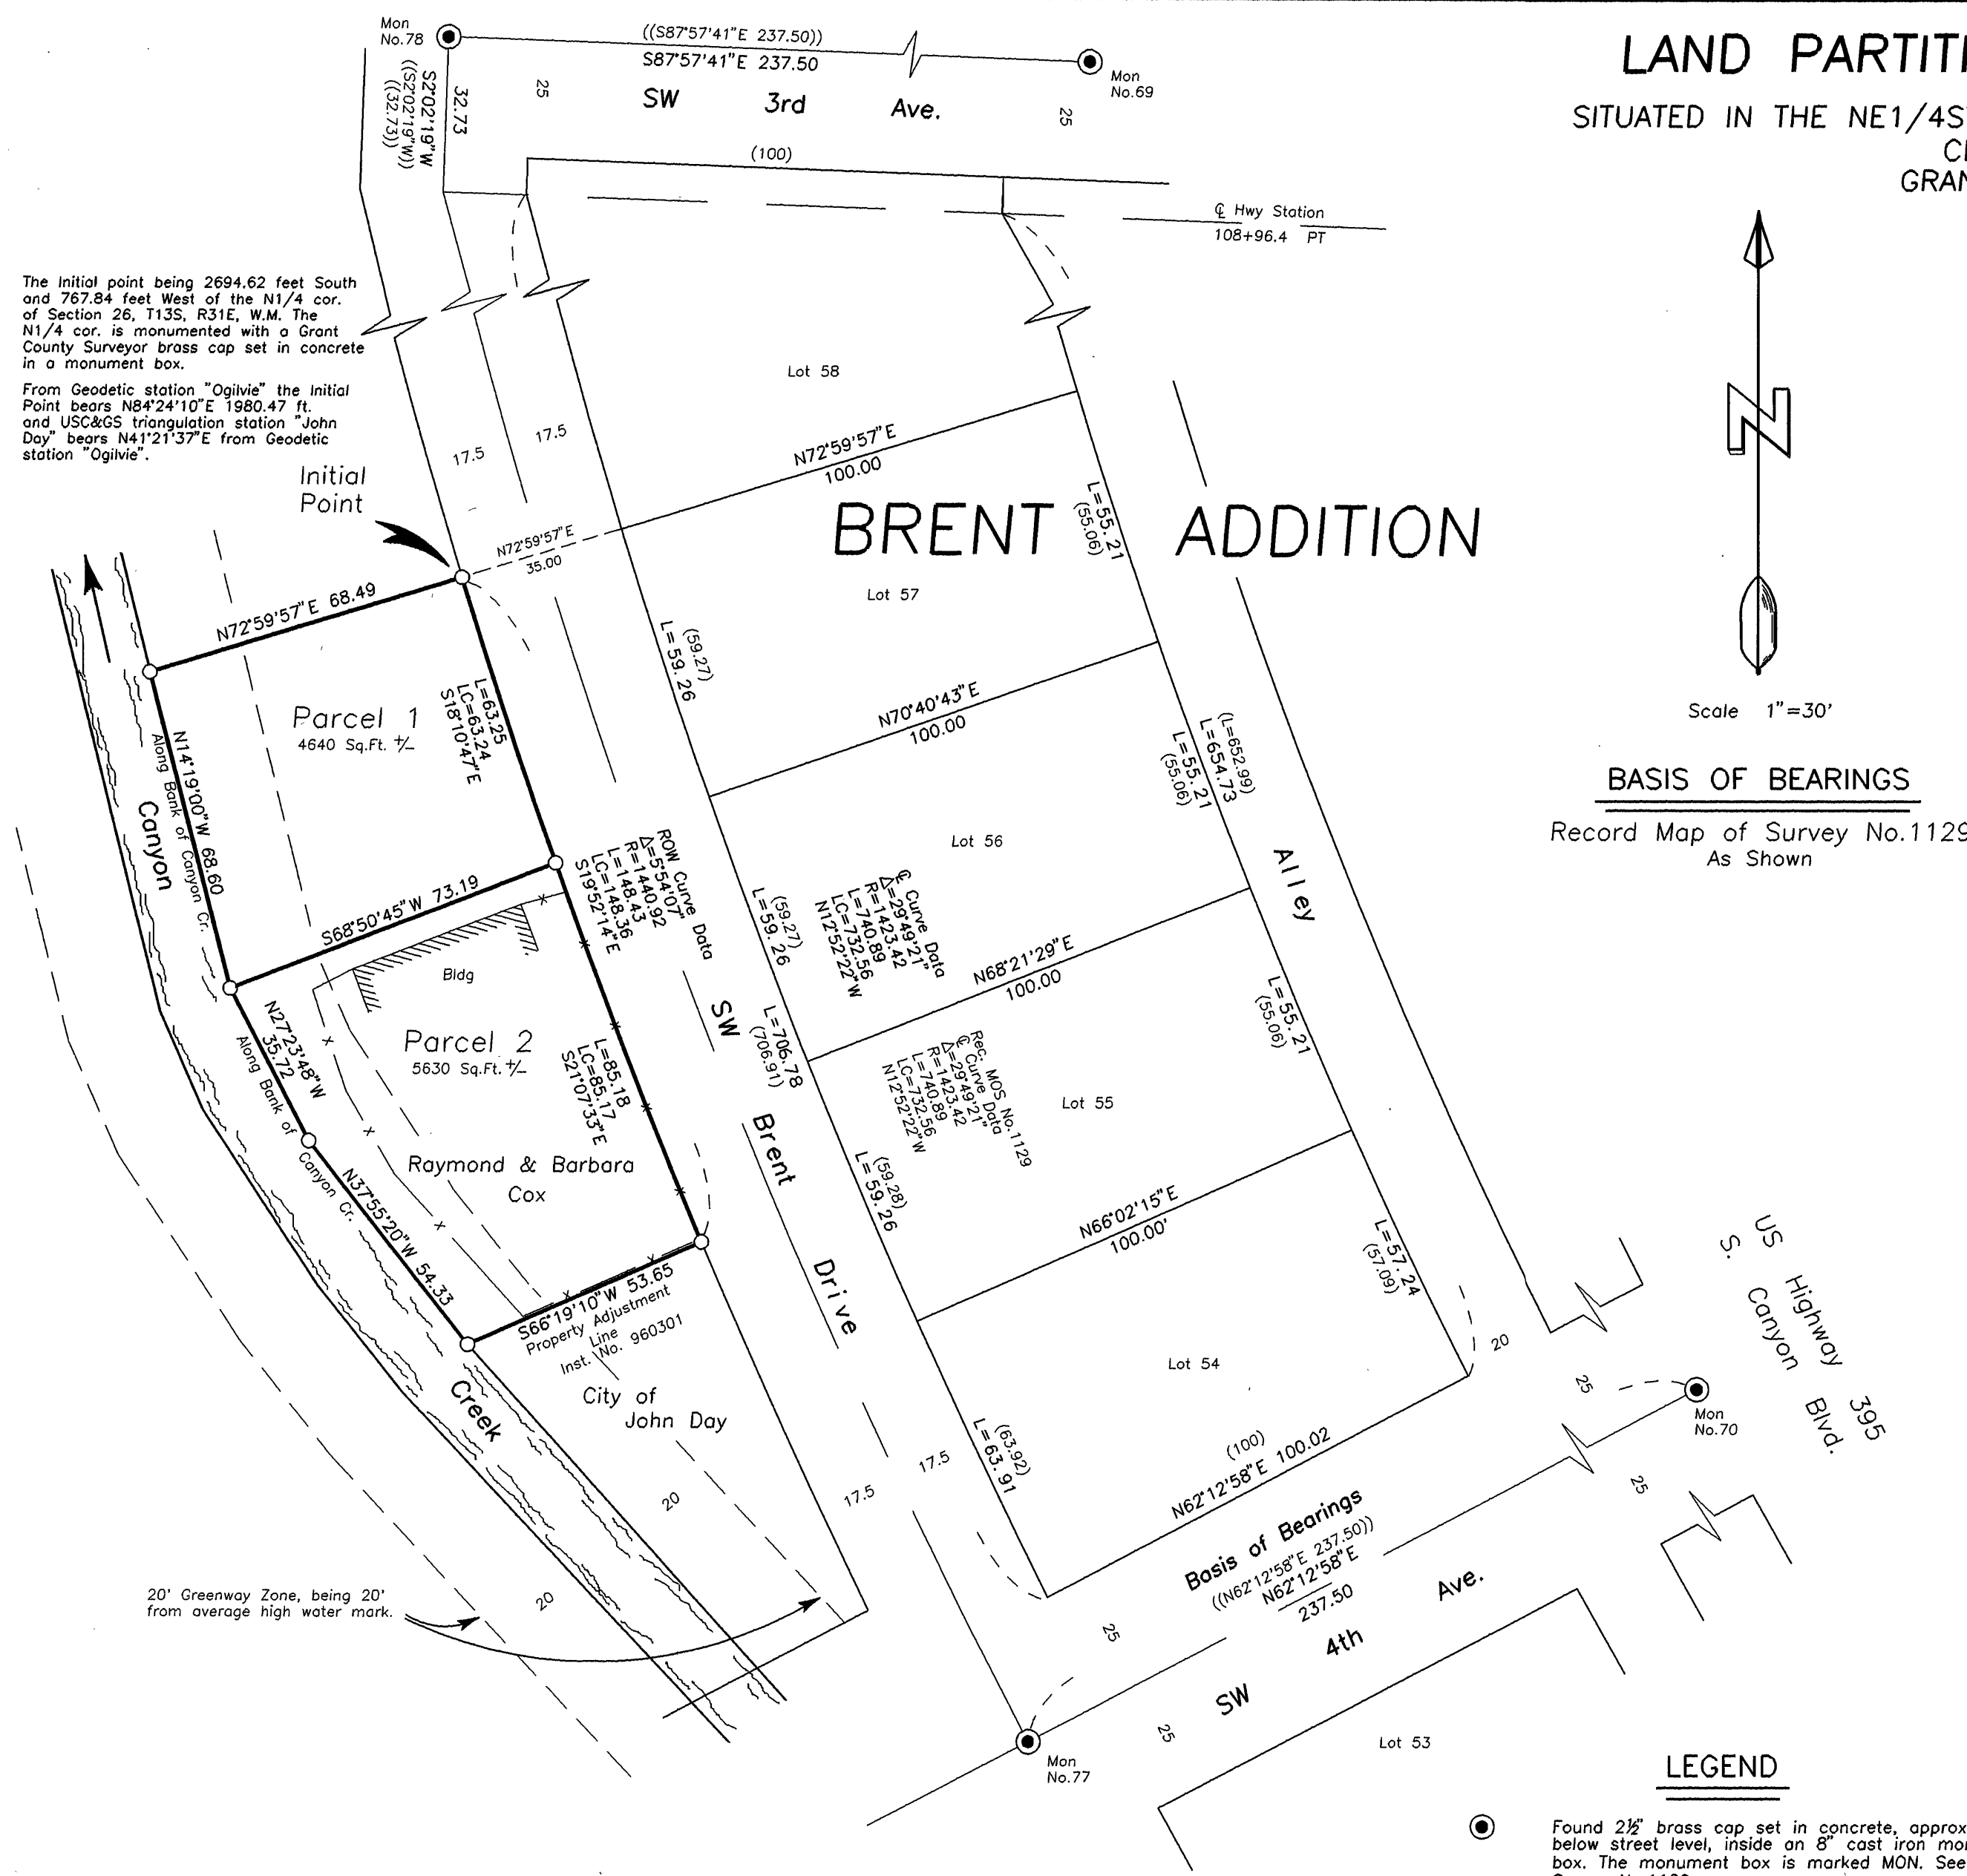 Mon
No.78
((S87°57'41"E 237.50))
S87°57'41"E 237.50
Mon
No.69
SW 3rd Ave.
25
25
32.73
S2°02'19"W
((S2°02'19"W))
((32.73))
(100)
℄ Hwy Station
108+96.4 PT
LAND PARTITI
SITUATED IN THE NE1/4S
GRAN
The Initial point being 2694.62 feet South
and 767.84 feet West of the N1/4 cor.
of Section 26, T13S, R31E, W.M. The
N1/4 cor. is monumented with a Grant
County Surveyor brass cap set in concrete
in a monument box.
From Geodetic station "Ogilvie" the Initial
Point bears N84°24'10"E 1980.47 ft.
and USC&GS triangulation station "John
Day" bears N41°21'37"E from Geodetic
station "Ogilvie".
Initial
Point
17.5
17.5
Lot 58
N72°59'57"E
100.00
BRENT ADDITION
N72°59'57"E
35.00
L=55.21
(55.06)
Lot 57
N72°59'57"E 68.49
(59.27)
L=59.26
Parcel 1
4640 Sq.Ft. +/-
L=63.25
LC=63.24
S18°10'47"E
N14°19'00"W 68.60
Along Bank of Canyon Cr.
Canyon
N70°40'43"E
100.00
(L=652.99)
L=654.73
L=55.21
(55.06)
N
Scale 1"=30'
BASIS OF BEARINGS
Record Map of Survey No.1129
As Shown
Lot 56
Alley
ROW Curve Data
Δ=5°54'07"
R=1440.92
L=148.43
LC=148.36
S19°52'14"E
℄ Curve Data
Δ=29°49'21"
R=1423.42
L=740.89
LC=732.56
N12°52'22"W
(59.27)
L=59.26
S68°50'45"W 73.19
Bldg
N68°21'29"E
100.00
L=55.21
(55.06)
Parcel 2
5630 Sq.Ft. +/-
L=85.18
LC=85.17
S21°07'33"E
N27°23'48"W
35.72
Along Bank of
Canyon Cr.
N37°55'20"W 54.33
Raymond & Barbara
Cox
SW Brent Drive
L=706.78
(706.91)
Rec. MOS No.1129
℄ Curve Data
Δ=29°49'21"
R=1423.42
L=740.89
LC=732.56
N12°52'22"W
Lot 55
(59.28)
L=59.26
N66°02'15"E
100.00'
L=57.24
(57.09)
S66°19'10"W 53.65
Property Adjustment
Line
Inst. No. 960301
City of
John Day
Creek
Lot 54
20
25
US Highway 395
S. Canyon Blvd.
Mon
No.70
25
17.5
17.5
(63.92)
L=63.91
(100)
N62°12'58"E 100.02
Basis of Bearings
((N62°12'58"E 237.50))
N62°12'58"E
237.50
20
20
20' Greenway Zone, being 20'
from average high water mark.
25
SW 4th Ave.
25
Mon
No.77
Lot 53
LEGEND
Found 2½" brass cap set in concrete, approx
below street level, inside an 8" cast iron mo
box. The monument box is marked MON. See